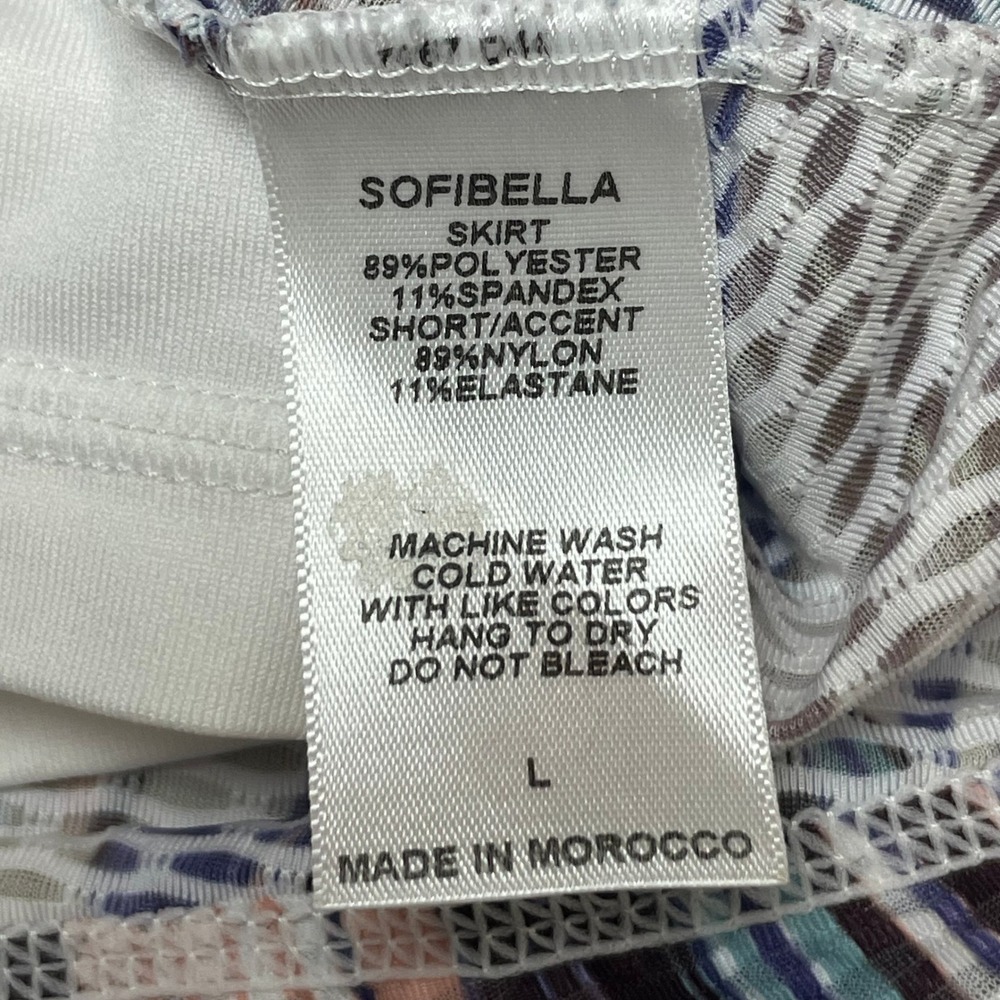 SOFIBELLA
SKIRT
89%POLYESTER
11%SPANDEX
SHORT/ACCENT
89%NYLON
11%ELASTANE
MACHINE WASH
COLD WATER
WITH LIKE COLORS
HANG TO DRY
DO NOT BLEACH
L
MADE IN MOROCCO